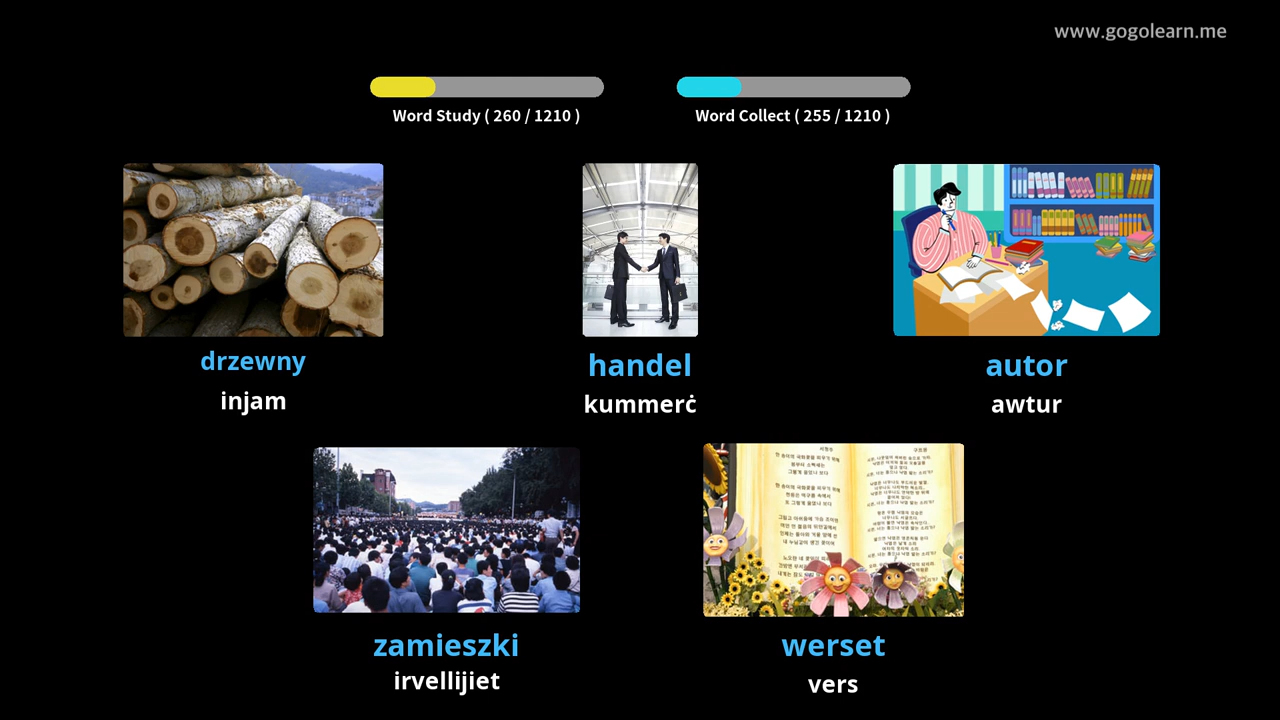 www.gogolearn.me
Word Study ( 260 / 1210 )
Word Collect ( 255 / 1210 )
drzewny
injam
handel
kummerċ
autor
awtur
zamieszki
irvellijiet
werset
vers